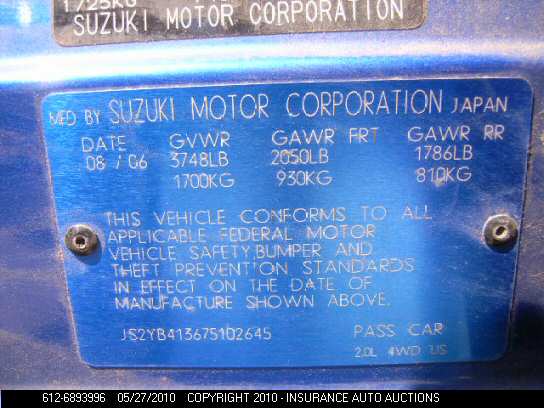 1725KG
SUZUKI MOTOR CORPORATION
MFD BY SUZUKI MOTOR CORPORATION JAPAN
DATE GVWR GAWR FRT GAWR RR
08 / 06 3748LB 2050LB 1786LB
1700KG 930KG 810KG
THIS VEHICLE CONFORMS TO ALL
APPLICABLE FEDERAL MOTOR
VEHICLE SAFETY,BUMPER AND
THEFT PREVENTION STANDARDS
IN EFFECT ON THE DATE OF
MANUFACTURE SHOWN ABOVE.
JS2YB413675102645 PASS CAR
2.0L 4WD US
612-6893996 05/27/2010 COPYRIGHT 2010 - INSURANCE AUTO AUCTIONS